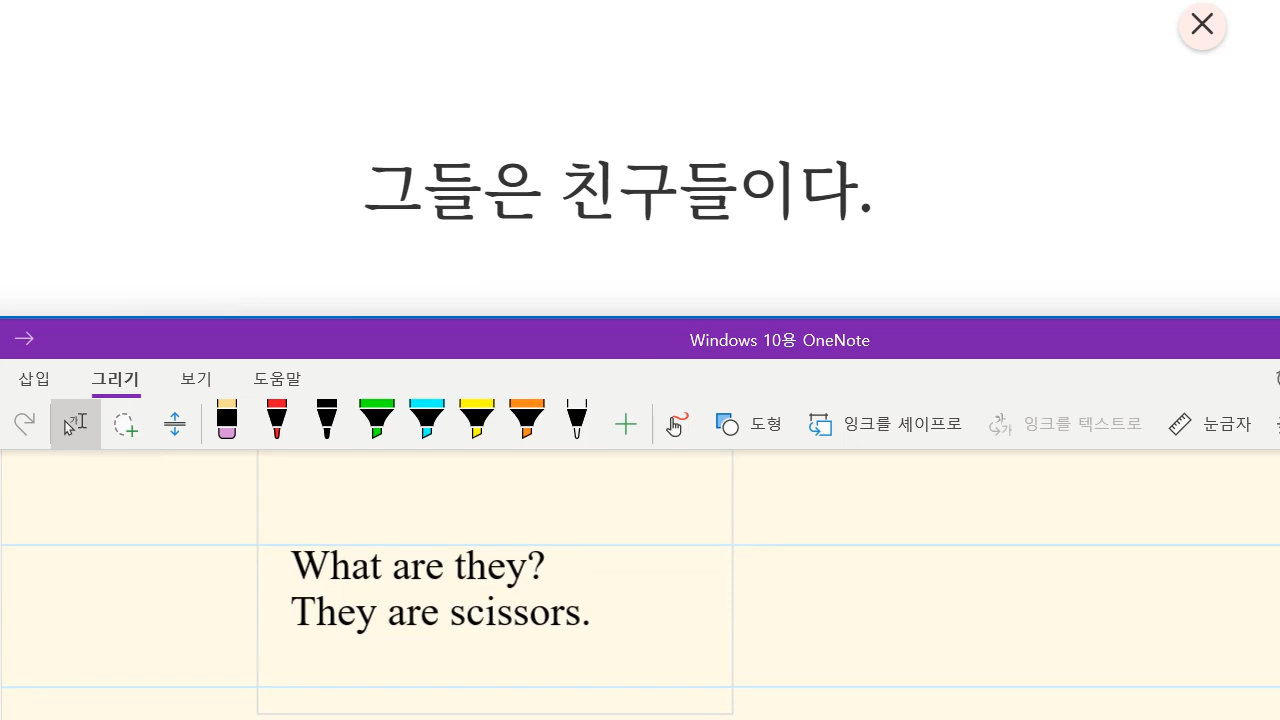 그들은 친구들이다.
Windows 10용 OneNote
삽입 그리기 보기 도움말
도형 잉크를 셰이프로 잉크를 텍스트로 눈금자
What are they?
They are scissors.